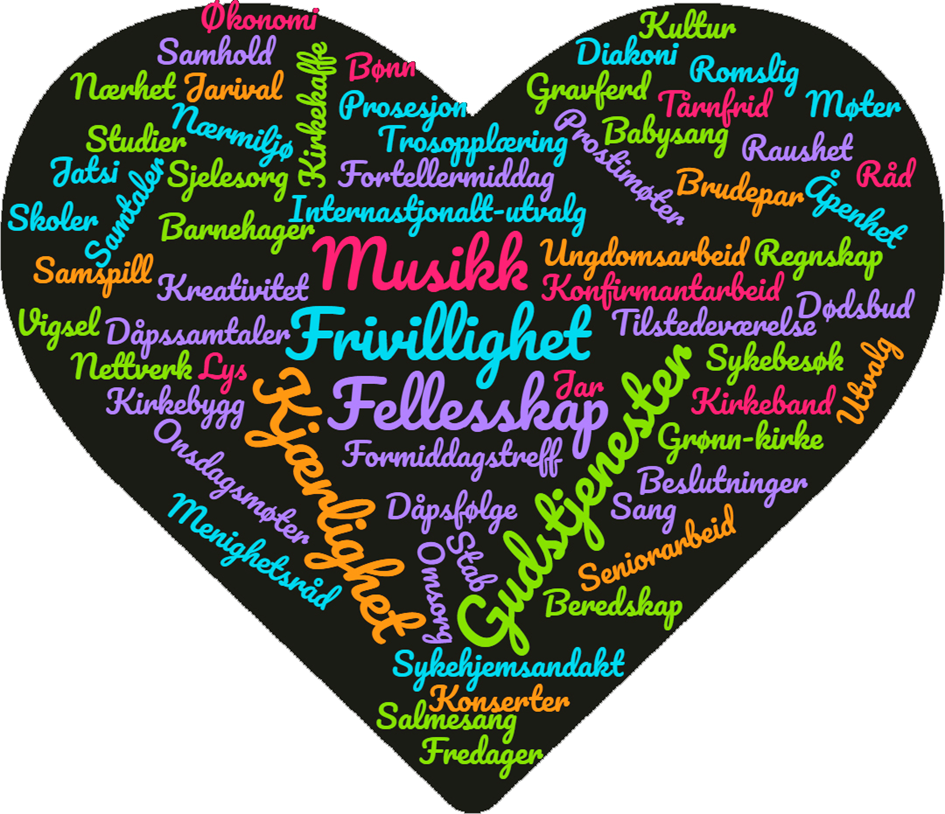 Økonomi
Kultur
Samhold
Diakoni
Kirkekaffe
Bønn
Romslig
Nærhet
Jarival
Gravferd
Tårnfrid
Møter
Prosesjon
Nærmiljø
Studier
Trosopplæring
Prostimøter
Babysang
Raushet
Jatsi
Samtaler
Sjelesorg
Fortellermiddag
Brudepar
Råd
Åpenhet
Skoler
Barnehager
Internastjonalt-utvalg
Samspill
Musikk
Ungdomsarbeid
Regnskap
Kreativitet
Konfirmantarbeid
Dødsbud
Vigsel
Dåpssamtaler
Frivillighet
Tilstedeværelse
Nettverk
Lys
Sykebesøk
Utvalg
Kirkebygg
Kjærlighet
Fellesskap
Jar
Gudstjenester
Kirkeband
Onsdagsmøter
Formiddagstreff
Grønn-kirke
Beslutninger
Menighetsråd
Dåpsfølge
Sang
Omsorg
Stab
Seniorarbeid
Beredskap
Sykehjemsandakt
Konserter
Salmesang
Fredager